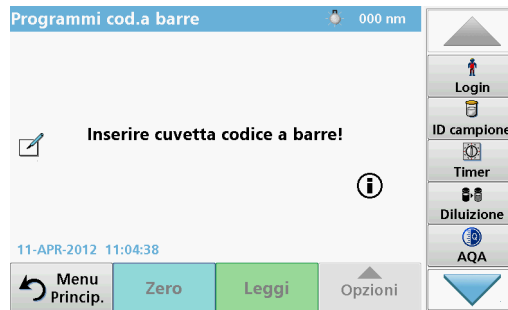 Programmi cod.a barre
000 nm
Inserire cuvetta codice a barre!
11-APR-2012 11:04:38
Menu Princip.
Zero
Leggi
Opzioni
Login
ID campione
Timer
Diluizione
AQA